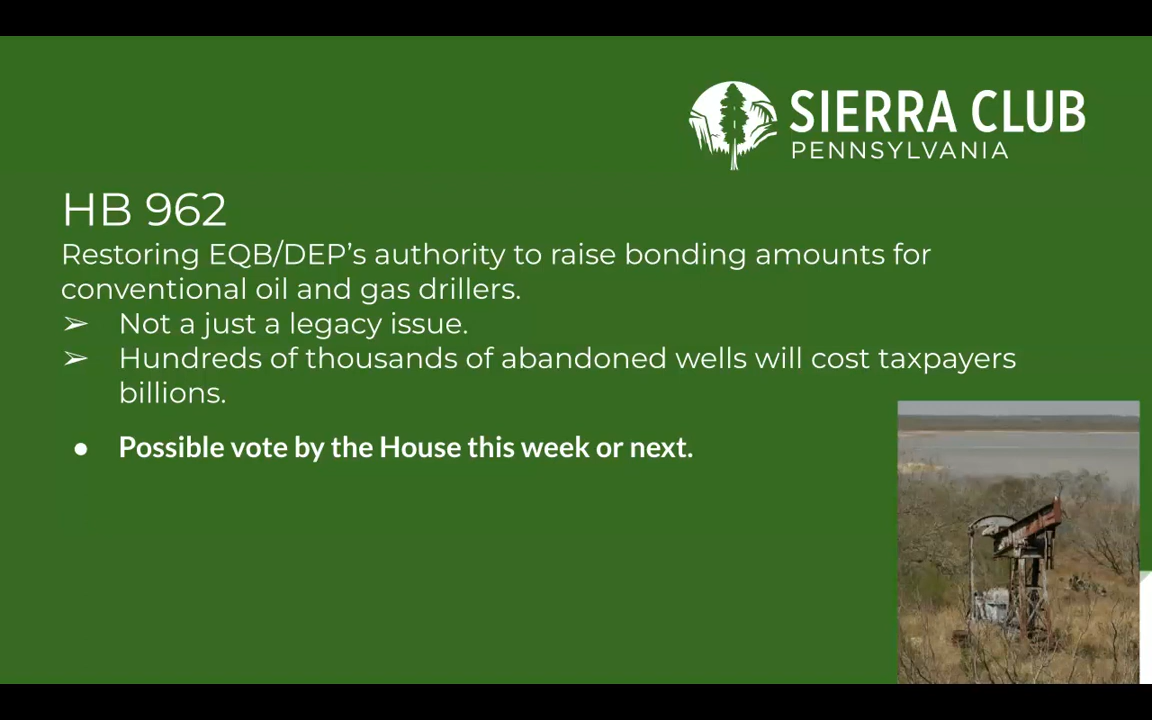 SIERRA CLUB
PENNSYLVANIA
HB 962
Restoring EQB/DEP’s authority to raise bonding amounts for
conventional oil and gas drillers.
➢ Not a just a legacy issue.
➢ Hundreds of thousands of abandoned wells will cost taxpayers
billions.
● Possible vote by the House this week or next.